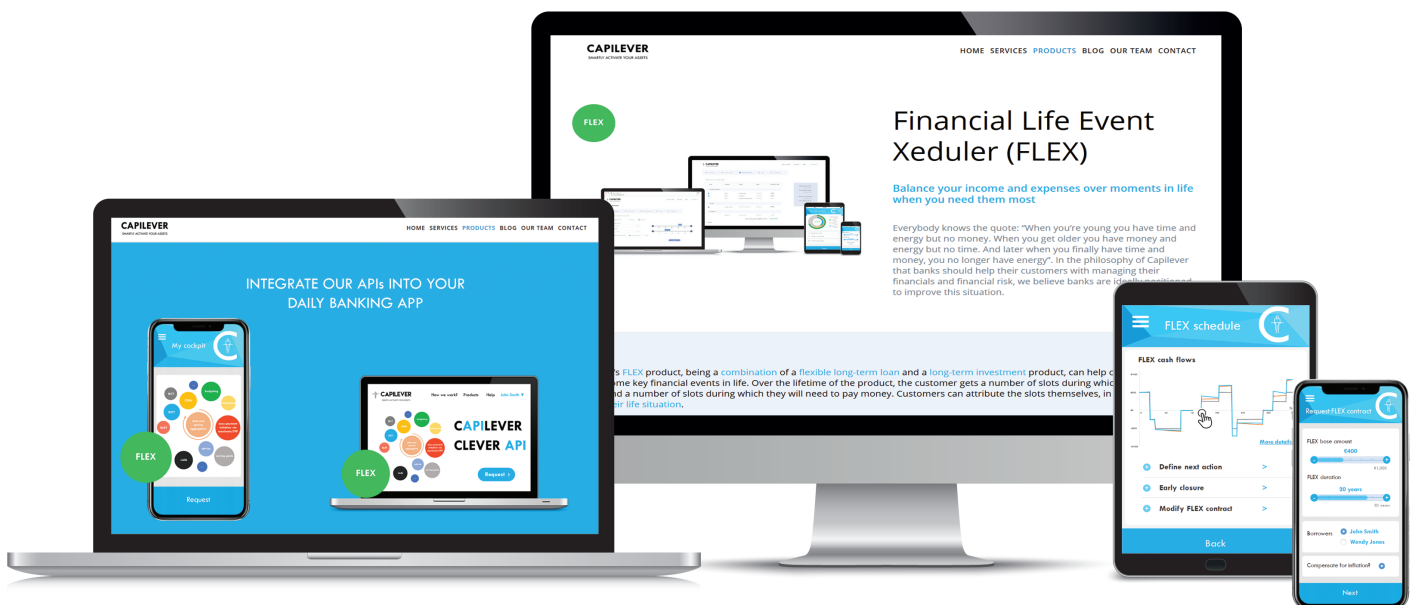 CAPILEVER
SMARTLY ACTIVATE YOUR ASSETS
HOME SERVICES PRODUCTS BLOG OUR TEAM CONTACT
FLEX
Financial Life Event
Xeduler (FLEX)
Balance your income and expenses over moments in life
when you need them most
Everybody knows the quote: "When you're young you have time and
energy but no money. When you get older you have money and
energy but no time. And later when you finally have time and
money, you no longer have energy". In the philosophy of Capilever
that banks should help their customers with managing their
financials and financial risk, we believe banks are ideally positioned
to improve this situation.
's FLEX product, being a combination of a flexible long-term loan and a long-term investment product, can help c
ome key financial events in life. Over the lifetime of the product, the customer gets a number of slots during whic
nd a number of slots during which they will need to pay money. Customers can attribute the slots themselves, in
eir life situation.
CAPILEVER
SMARTLY ACTIVATE YOUR ASSETS
HOME SERVICES PRODUCTS BLOG OUR TEAM CONTACT
INTEGRATE OUR APIs INTO YOUR
DAILY BANKING APP
My cockpit
FLEX
Request
CAPILEVER
How we work? Products Help John Smith
CAPILEVER
CLEVER API
FLEX
Request >
FLEX schedule
FLEX cash flows
More details
Define next action >
Early closure >
Modify FLEX contract >
Back
Request FLEX contract
FLEX base amount
€400
€1,000
FLEX duration
20 years
30 years
Borrowers John Smith
Wendy Jones
Compensate for inflation?
Next